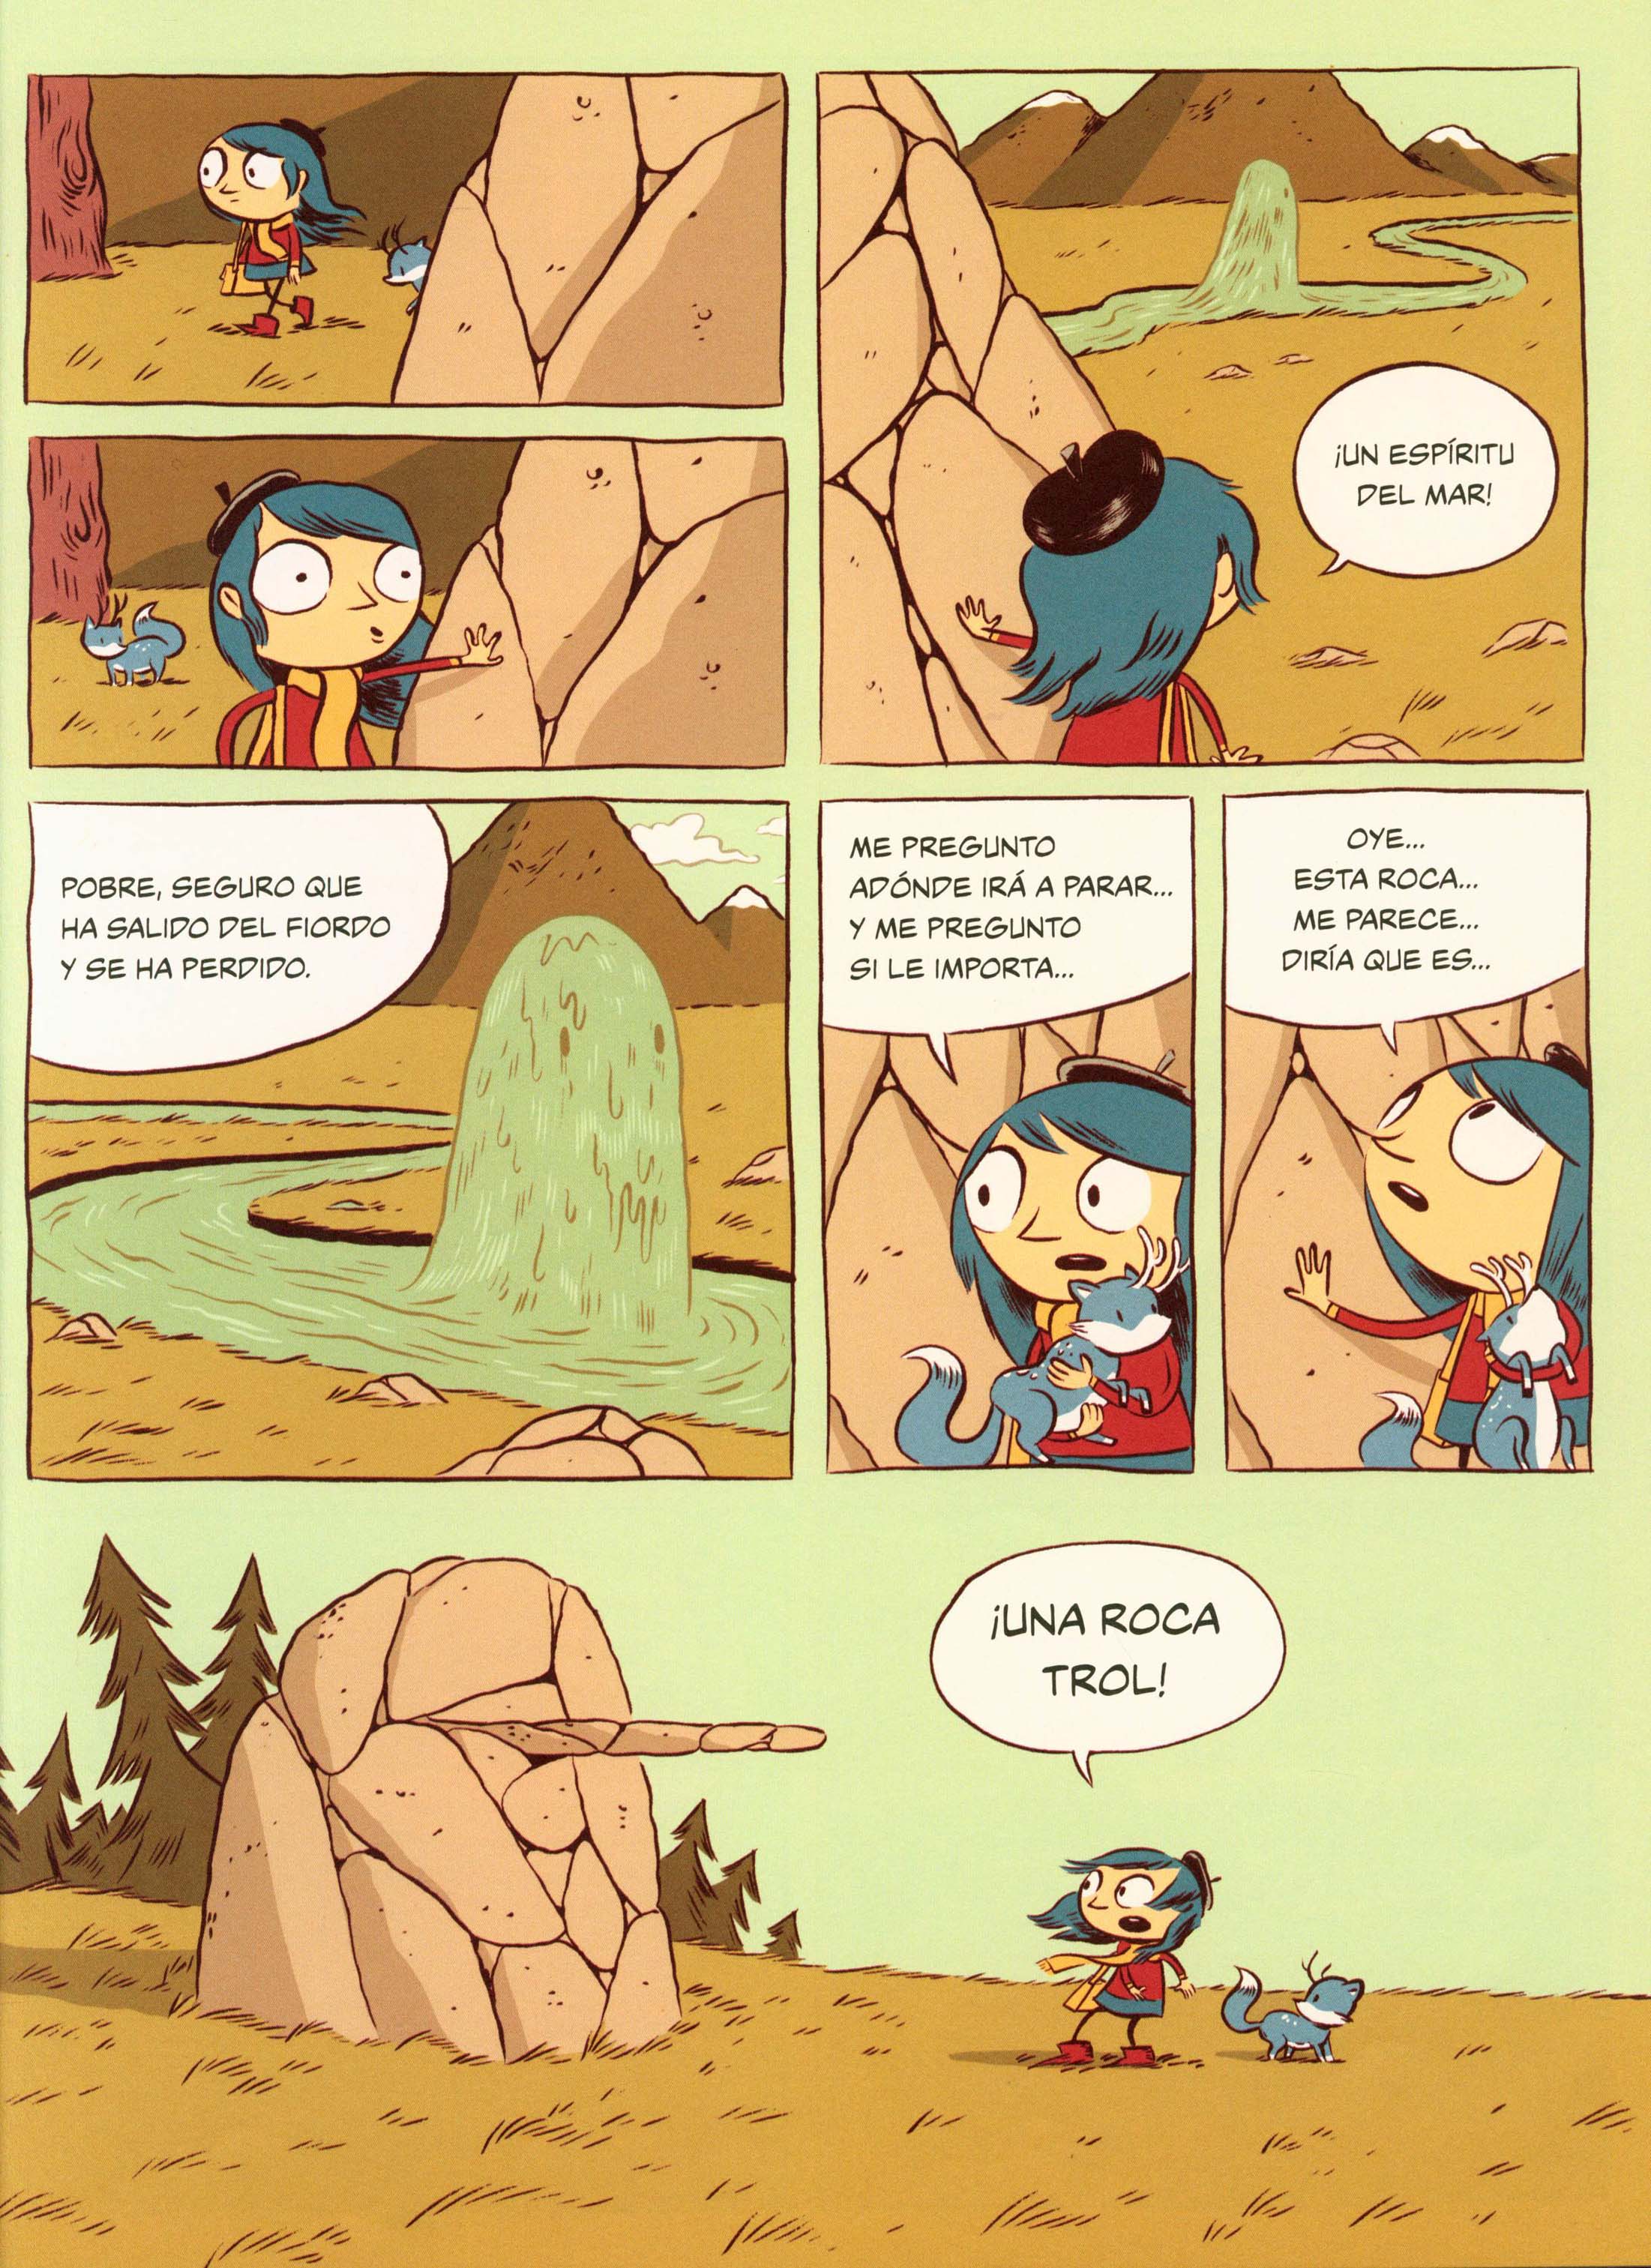 ¡UN ESPÍRITU
DEL MAR!
POBRE, SEGURO QUE
HA SALIDO DEL FIORDO
Y SE HA PERDIDO.
ME PREGUNTO
ADÓNDE IRÁ A PARAR...
Y ME PREGUNTO
SI LE IMPORTA...
OYE...
ESTA ROCA...
ME PARECE...
DIRÍA QUE ES...
¡UNA ROCA
TROL!